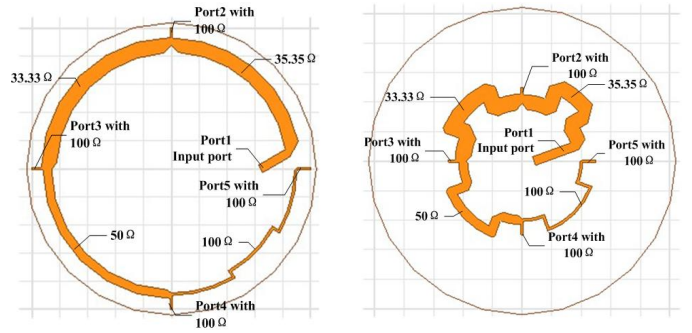 Port2 with
100 Ω
35.35 Ω
33.33 Ω
Port3 with
100 Ω
Port1
Input port
Port5 with
100 Ω
50 Ω
100 Ω
Port4 with
100 Ω
Port2 with
100 Ω
33.33 Ω
35.35 Ω
Port3 with
100 Ω
Port1
Input port
Port5 with
100 Ω
50 Ω
100 Ω
Port4 with
100 Ω